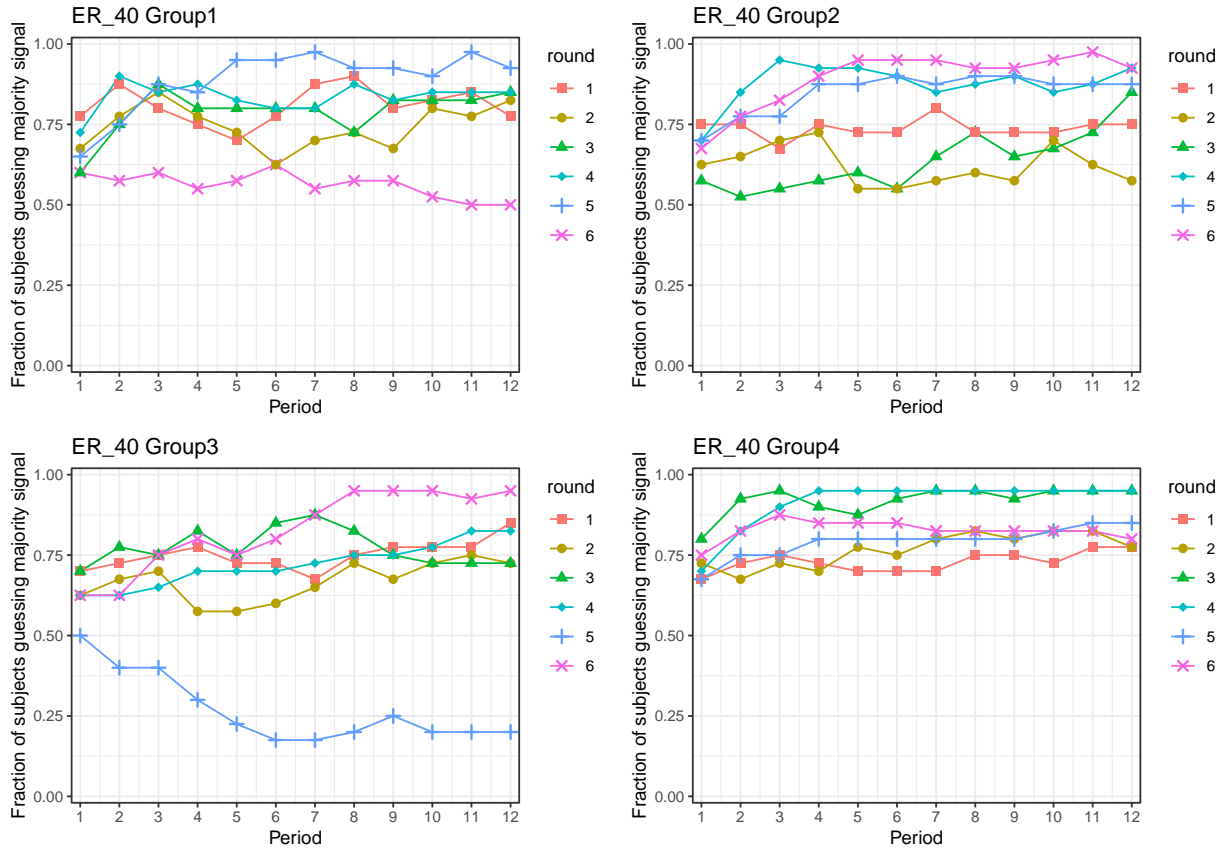 ER_40 Group1
Fraction of subjects guessing majority signal
1.00
0.75
0.50
0.25
0.00
1 2 3 4 5 6 7 8 9 10 11 12
Period
round
1
2
3
4
5
6
ER_40 Group2
Fraction of subjects guessing majority signal
1.00
0.75
0.50
0.25
0.00
1 2 3 4 5 6 7 8 9 10 11 12
Period
round
1
2
3
4
5
6
ER_40 Group3
Fraction of subjects guessing majority signal
1.00
0.75
0.50
0.25
0.00
1 2 3 4 5 6 7 8 9 10 11 12
Period
round
1
2
3
4
5
6
ER_40 Group4
Fraction of subjects guessing majority signal
1.00
0.75
0.50
0.25
0.00
1 2 3 4 5 6 7 8 9 10 11 12
Period
round
1
2
3
4
5
6